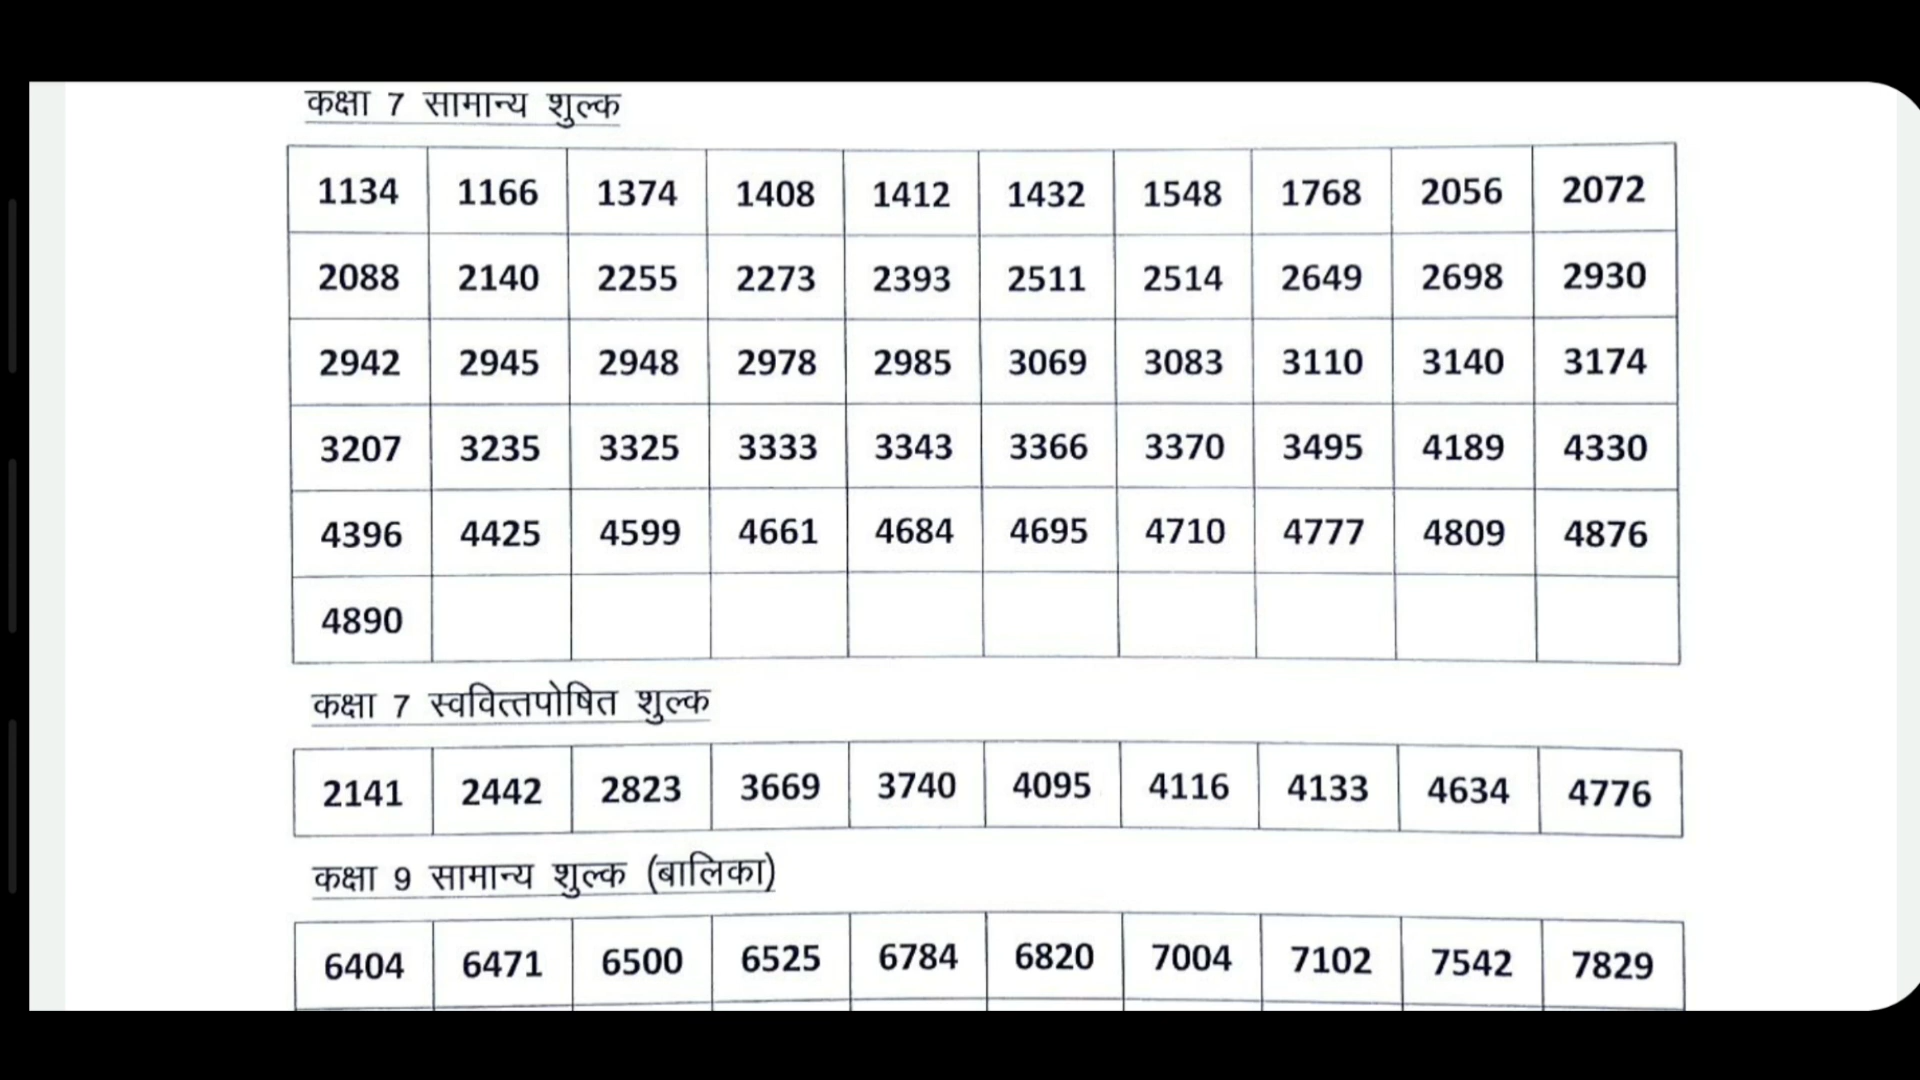 कक्षा 7 सामान्य शुल्क
1134 1166 1374 1408 1412 1432 1548 1768 2056 2072
2088 2140 2255 2273 2393 2511 2514 2649 2698 2930
2942 2945 2948 2978 2985 3069 3083 3110 3140 3174
3207 3235 3325 3333 3343 3366 3370 3495 4189 4330
4396 4425 4599 4661 4684 4695 4710 4777 4809 4876
4890
कक्षा 7 स्ववित्तपोषित शुल्क
2141 2442 2823 3669 3740 4095 4116 4133 4634 4776
कक्षा 9 सामान्य शुल्क (बालिका)
6404 6471 6500 6525 6784 6820 7004 7102 7542 7829